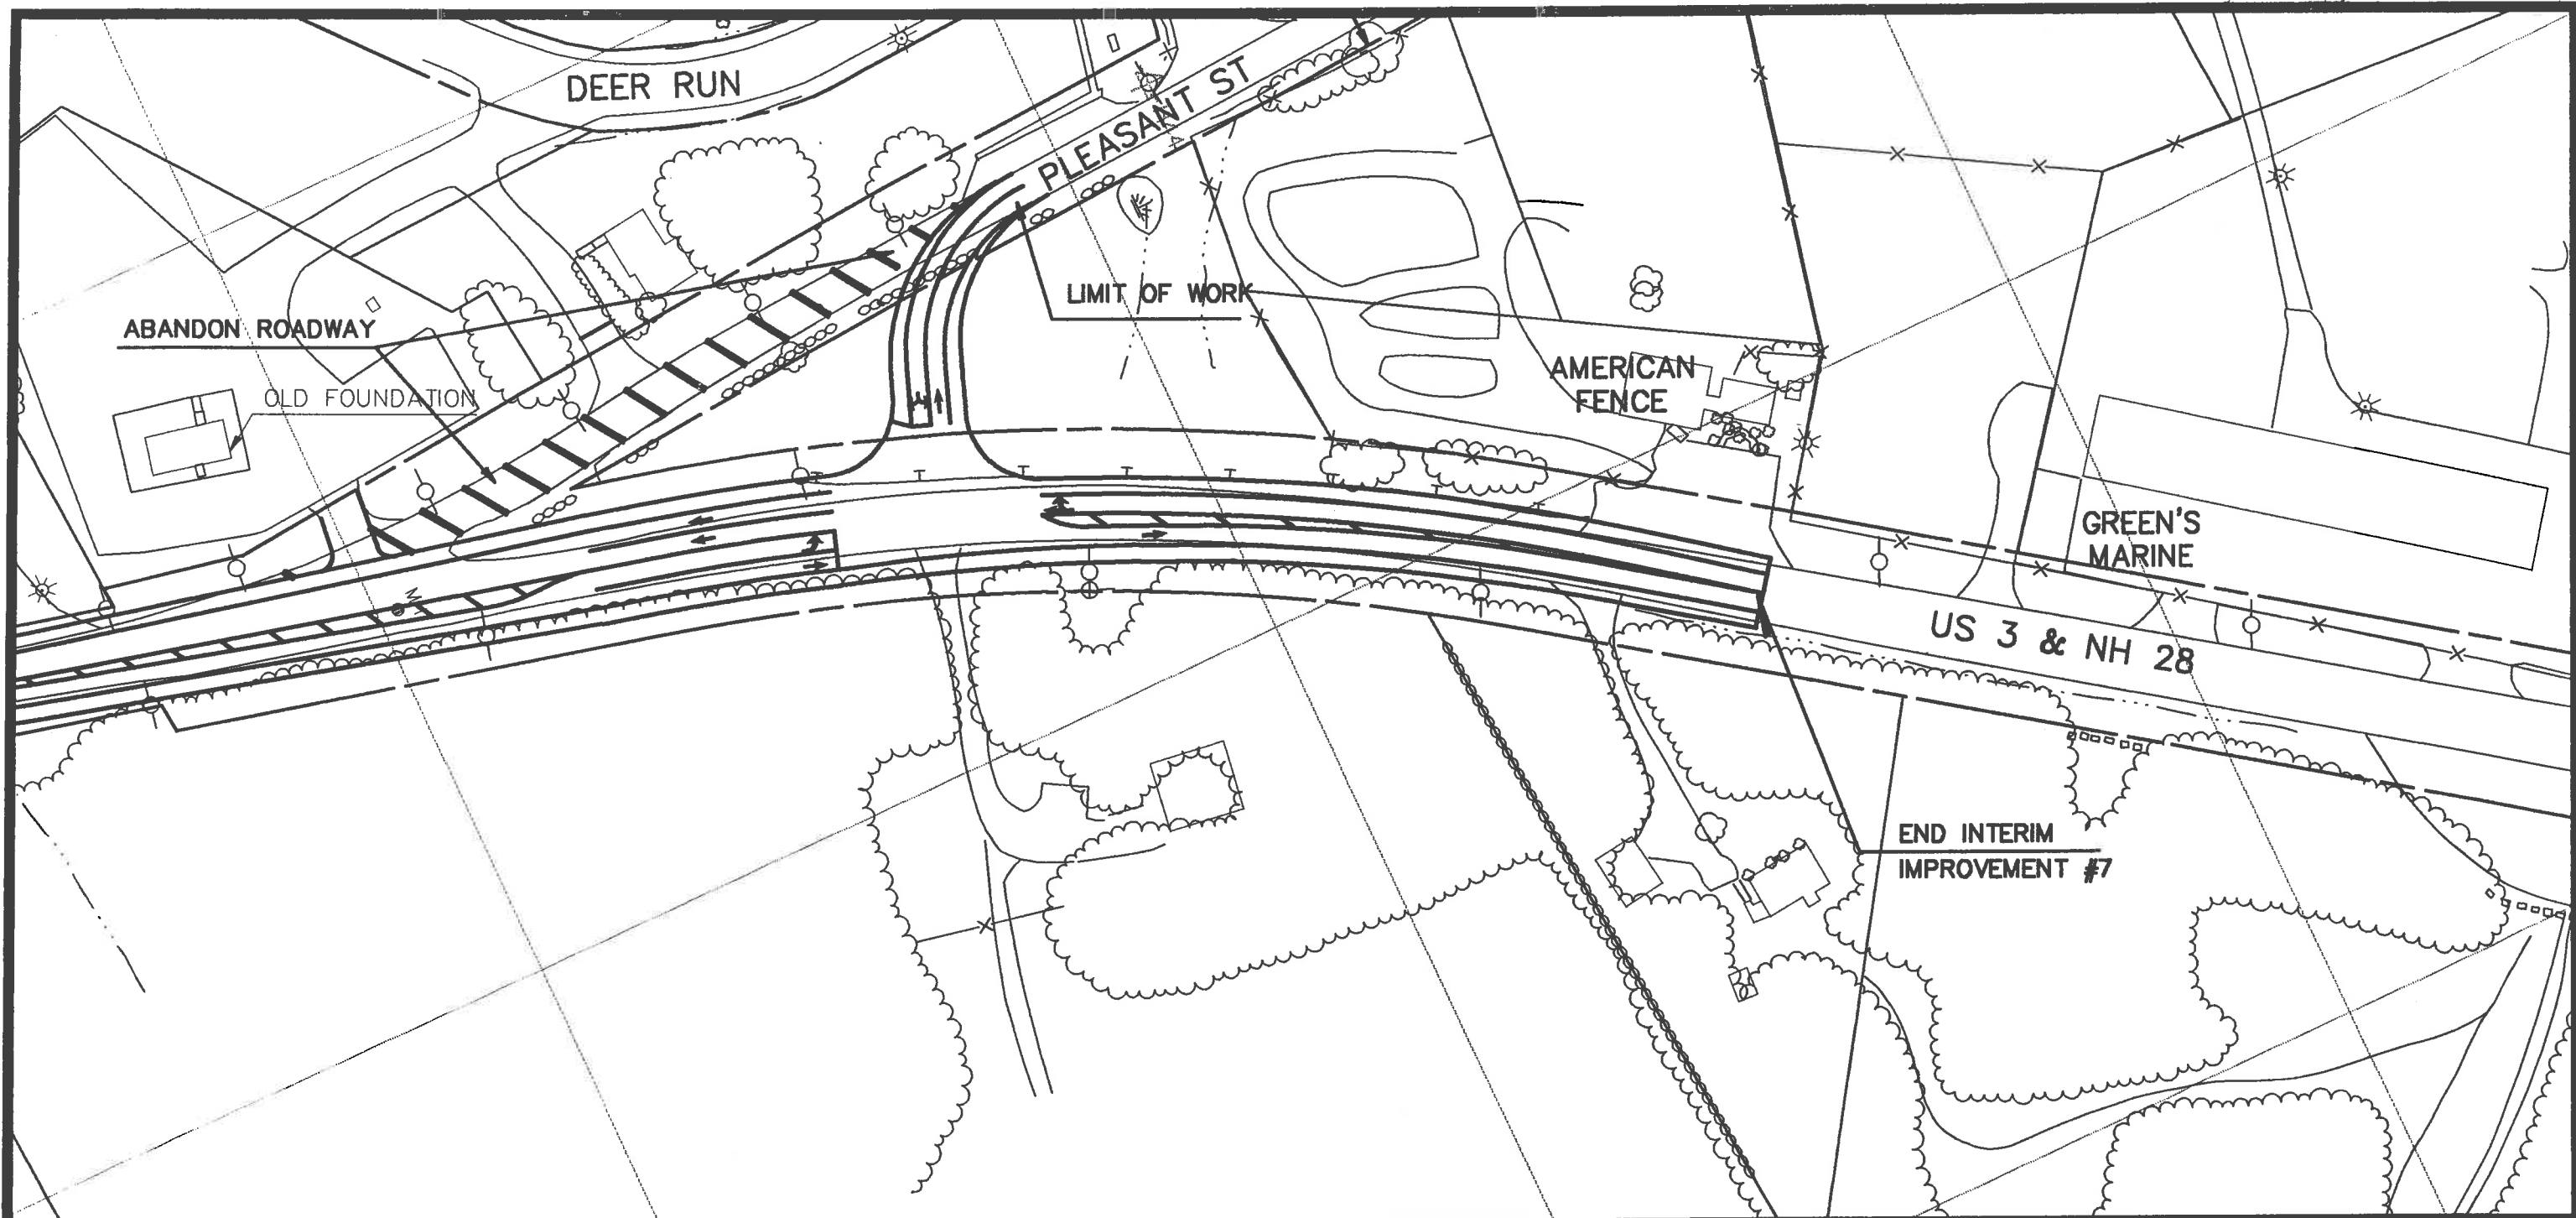 DEER RUN
PLEASANT ST
LIMIT OF WORK
ABANDON ROADWAY
OLD FOUNDATION
AMERICAN
FENCE
GREEN'S
MARINE
US 3 & NH 28
END INTERIM
IMPROVEMENT #7